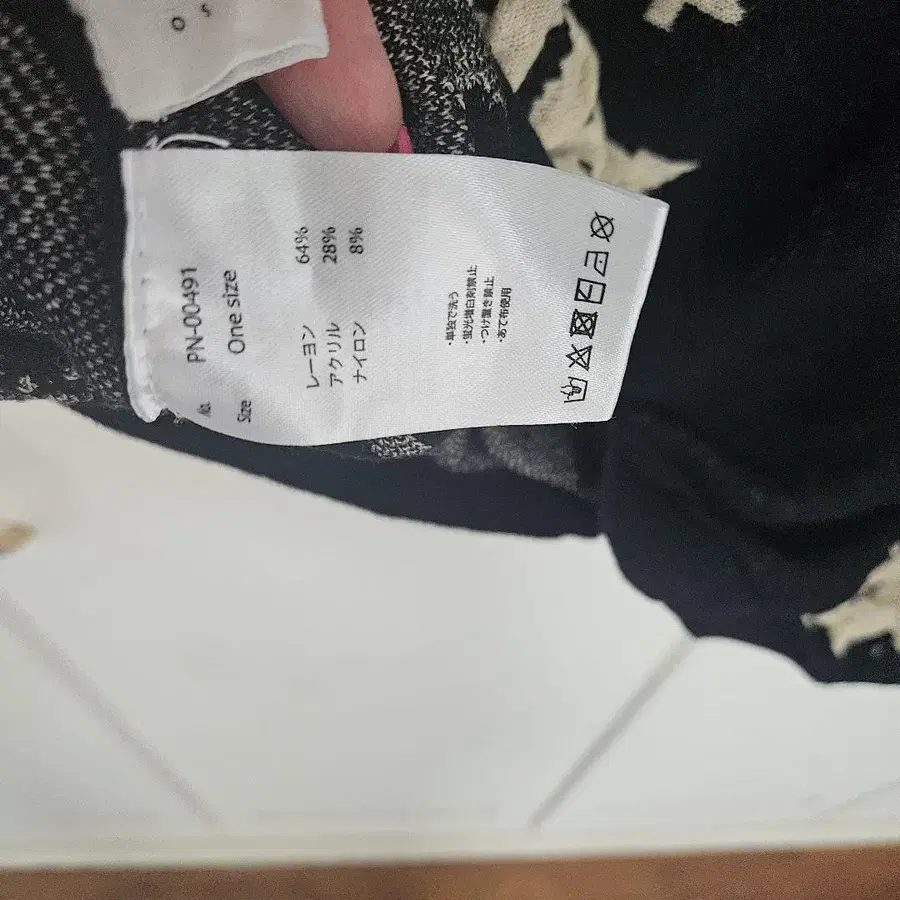 S
O
No. PN-00491
Size One size
レーヨン 64%
アクリル 28%
ナイロン 8%
・単独で洗う
・蛍光増白剤禁止
・つけ置き禁止
・あて布使用